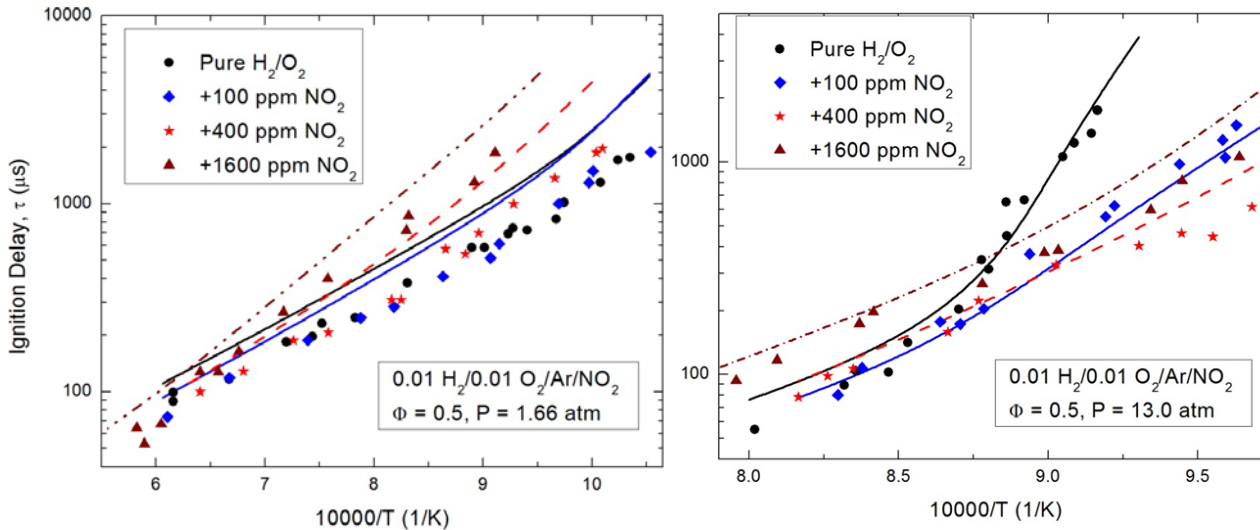 10000
1000
100
Ignition Delay, τ (μs)
Pure H₂/O₂
+100 ppm NO₂
+400 ppm NO₂
+1600 ppm NO₂
0.01 H₂/0.01 O₂/Ar/NO₂
Φ = 0.5, P = 1.66 atm
6 7 8 9 10
10000/T (1/K)
1000
100
Pure H₂/O₂
+100 ppm NO₂
+400 ppm NO₂
+1600 ppm NO₂
0.01 H₂/0.01 O₂/Ar/NO₂
Φ = 0.5, P = 13.0 atm
8.0 8.5 9.0 9.5
10000/T (1/K)